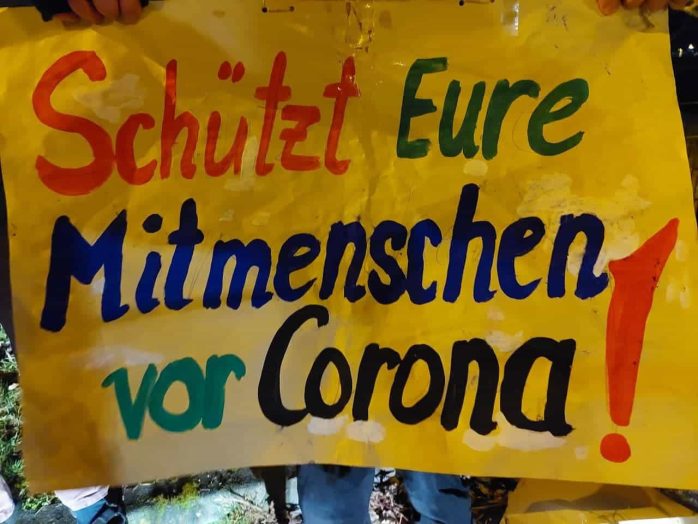 Schützt Eure
Mitmenschen
vor Corona!